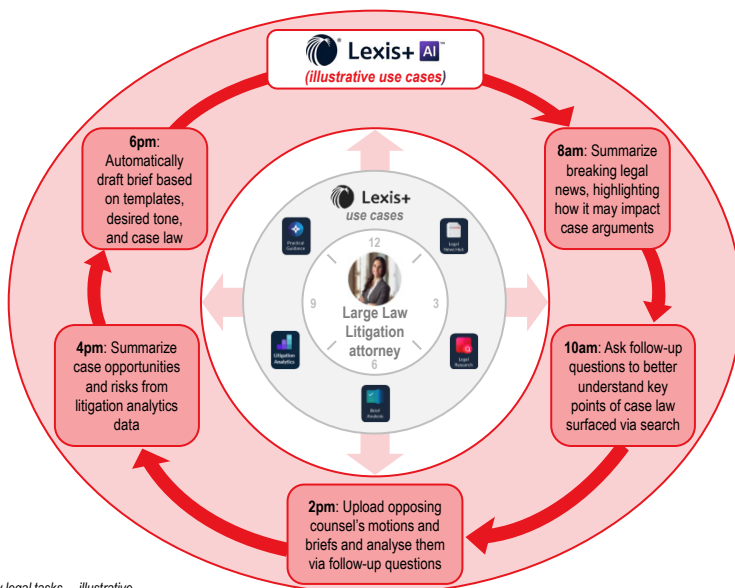 Lexis+ AI™
(illustrative use cases)
6pm:
Automatically
draft brief based
on templates,
desired tone,
and case law
8am: Summarize
breaking legal
news, highlighting
how it may impact
case arguments
Lexis+
use cases
Practical
Guidance
Legal
News Hub
12
9
3
6
Large Law
Litigation
attorney
Litigation
Analytics
Legal
Research
Brief
Analysis
4pm: Summarize
case opportunities
and risks from
litigation analytics
data
10am: Ask follow-up
questions to better
understand key
points of case law
surfaced via search
2pm: Upload opposing
counsel's motions and
briefs and analyse them
via follow-up questions
legal tasks – illustrative